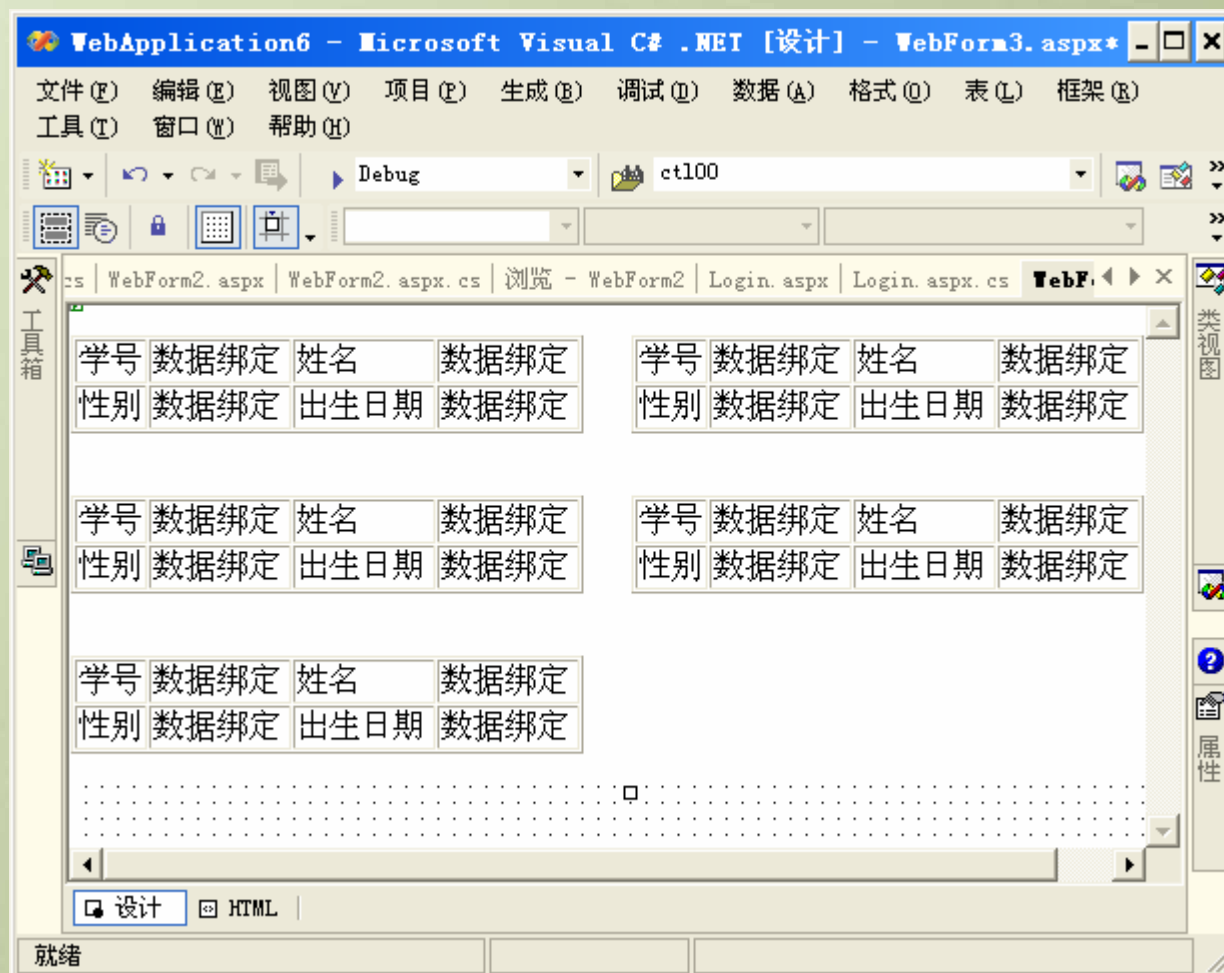 WebApplication6 - Microsoft Visual C# .NET [设计] - WebForm3.aspx*
文件(F) 编辑(E) 视图(V) 项目(P) 生成(B) 调试(D) 数据(A) 格式(O) 表(L) 框架(R)
工具(T) 窗口(W) 帮助(H)
Debug ctl00
cs WebForm2.aspx WebForm2.aspx.cs 浏览 - WebForm2 Login.aspx Login.aspx.cs WebF
工具箱
类视图
学号 数据绑定 姓名 数据绑定 学号 数据绑定 姓名 数据绑定
性别 数据绑定 出生日期 数据绑定 性别 数据绑定 出生日期 数据绑定
学号 数据绑定 姓名 数据绑定 学号 数据绑定 姓名 数据绑定
性别 数据绑定 出生日期 数据绑定 性别 数据绑定 出生日期 数据绑定
学号 数据绑定 姓名 数据绑定
性别 数据绑定 出生日期 数据绑定
属性
设计 HTML
就绪